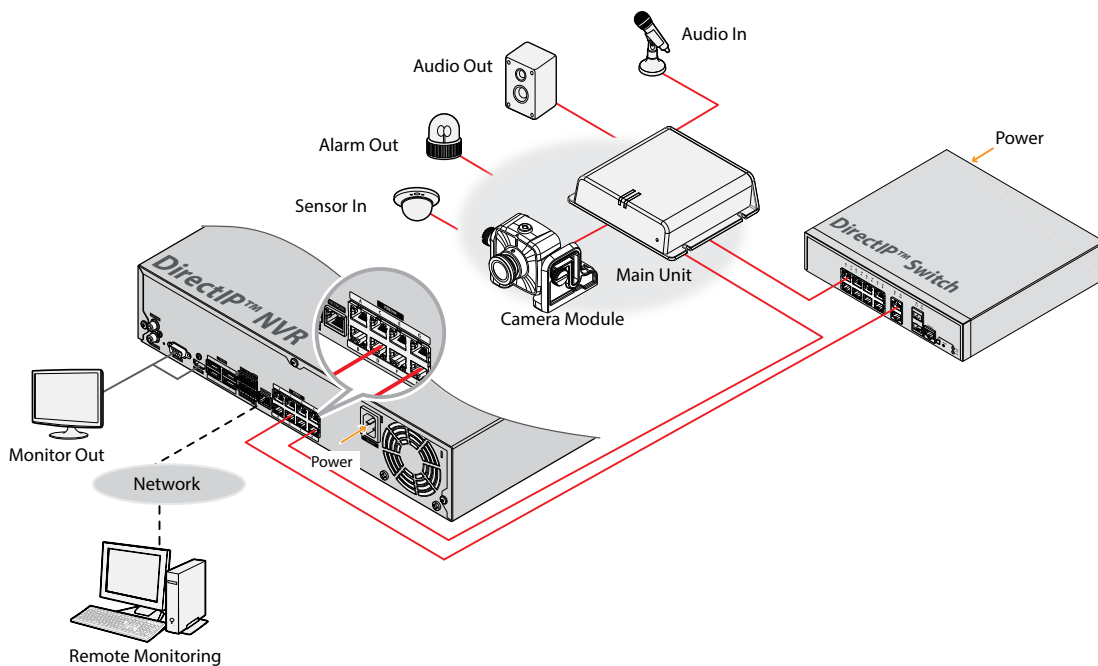 Audio In
Audio Out
Alarm Out
Power
Sensor In
DirectIP™ Switch
Main Unit
DirectIP™ NVR
Camera Module
Monitor Out
Power
Network
Remote Monitoring